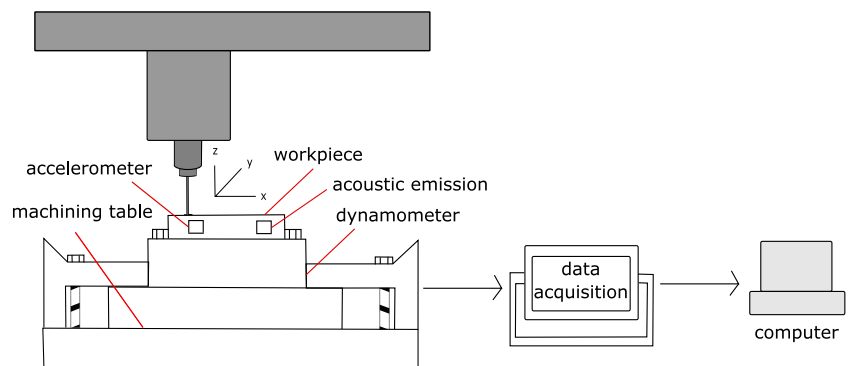 z
y
x
workpiece
accelerometer
acoustic emission
machining table
dynamometer
data
acquisition
computer